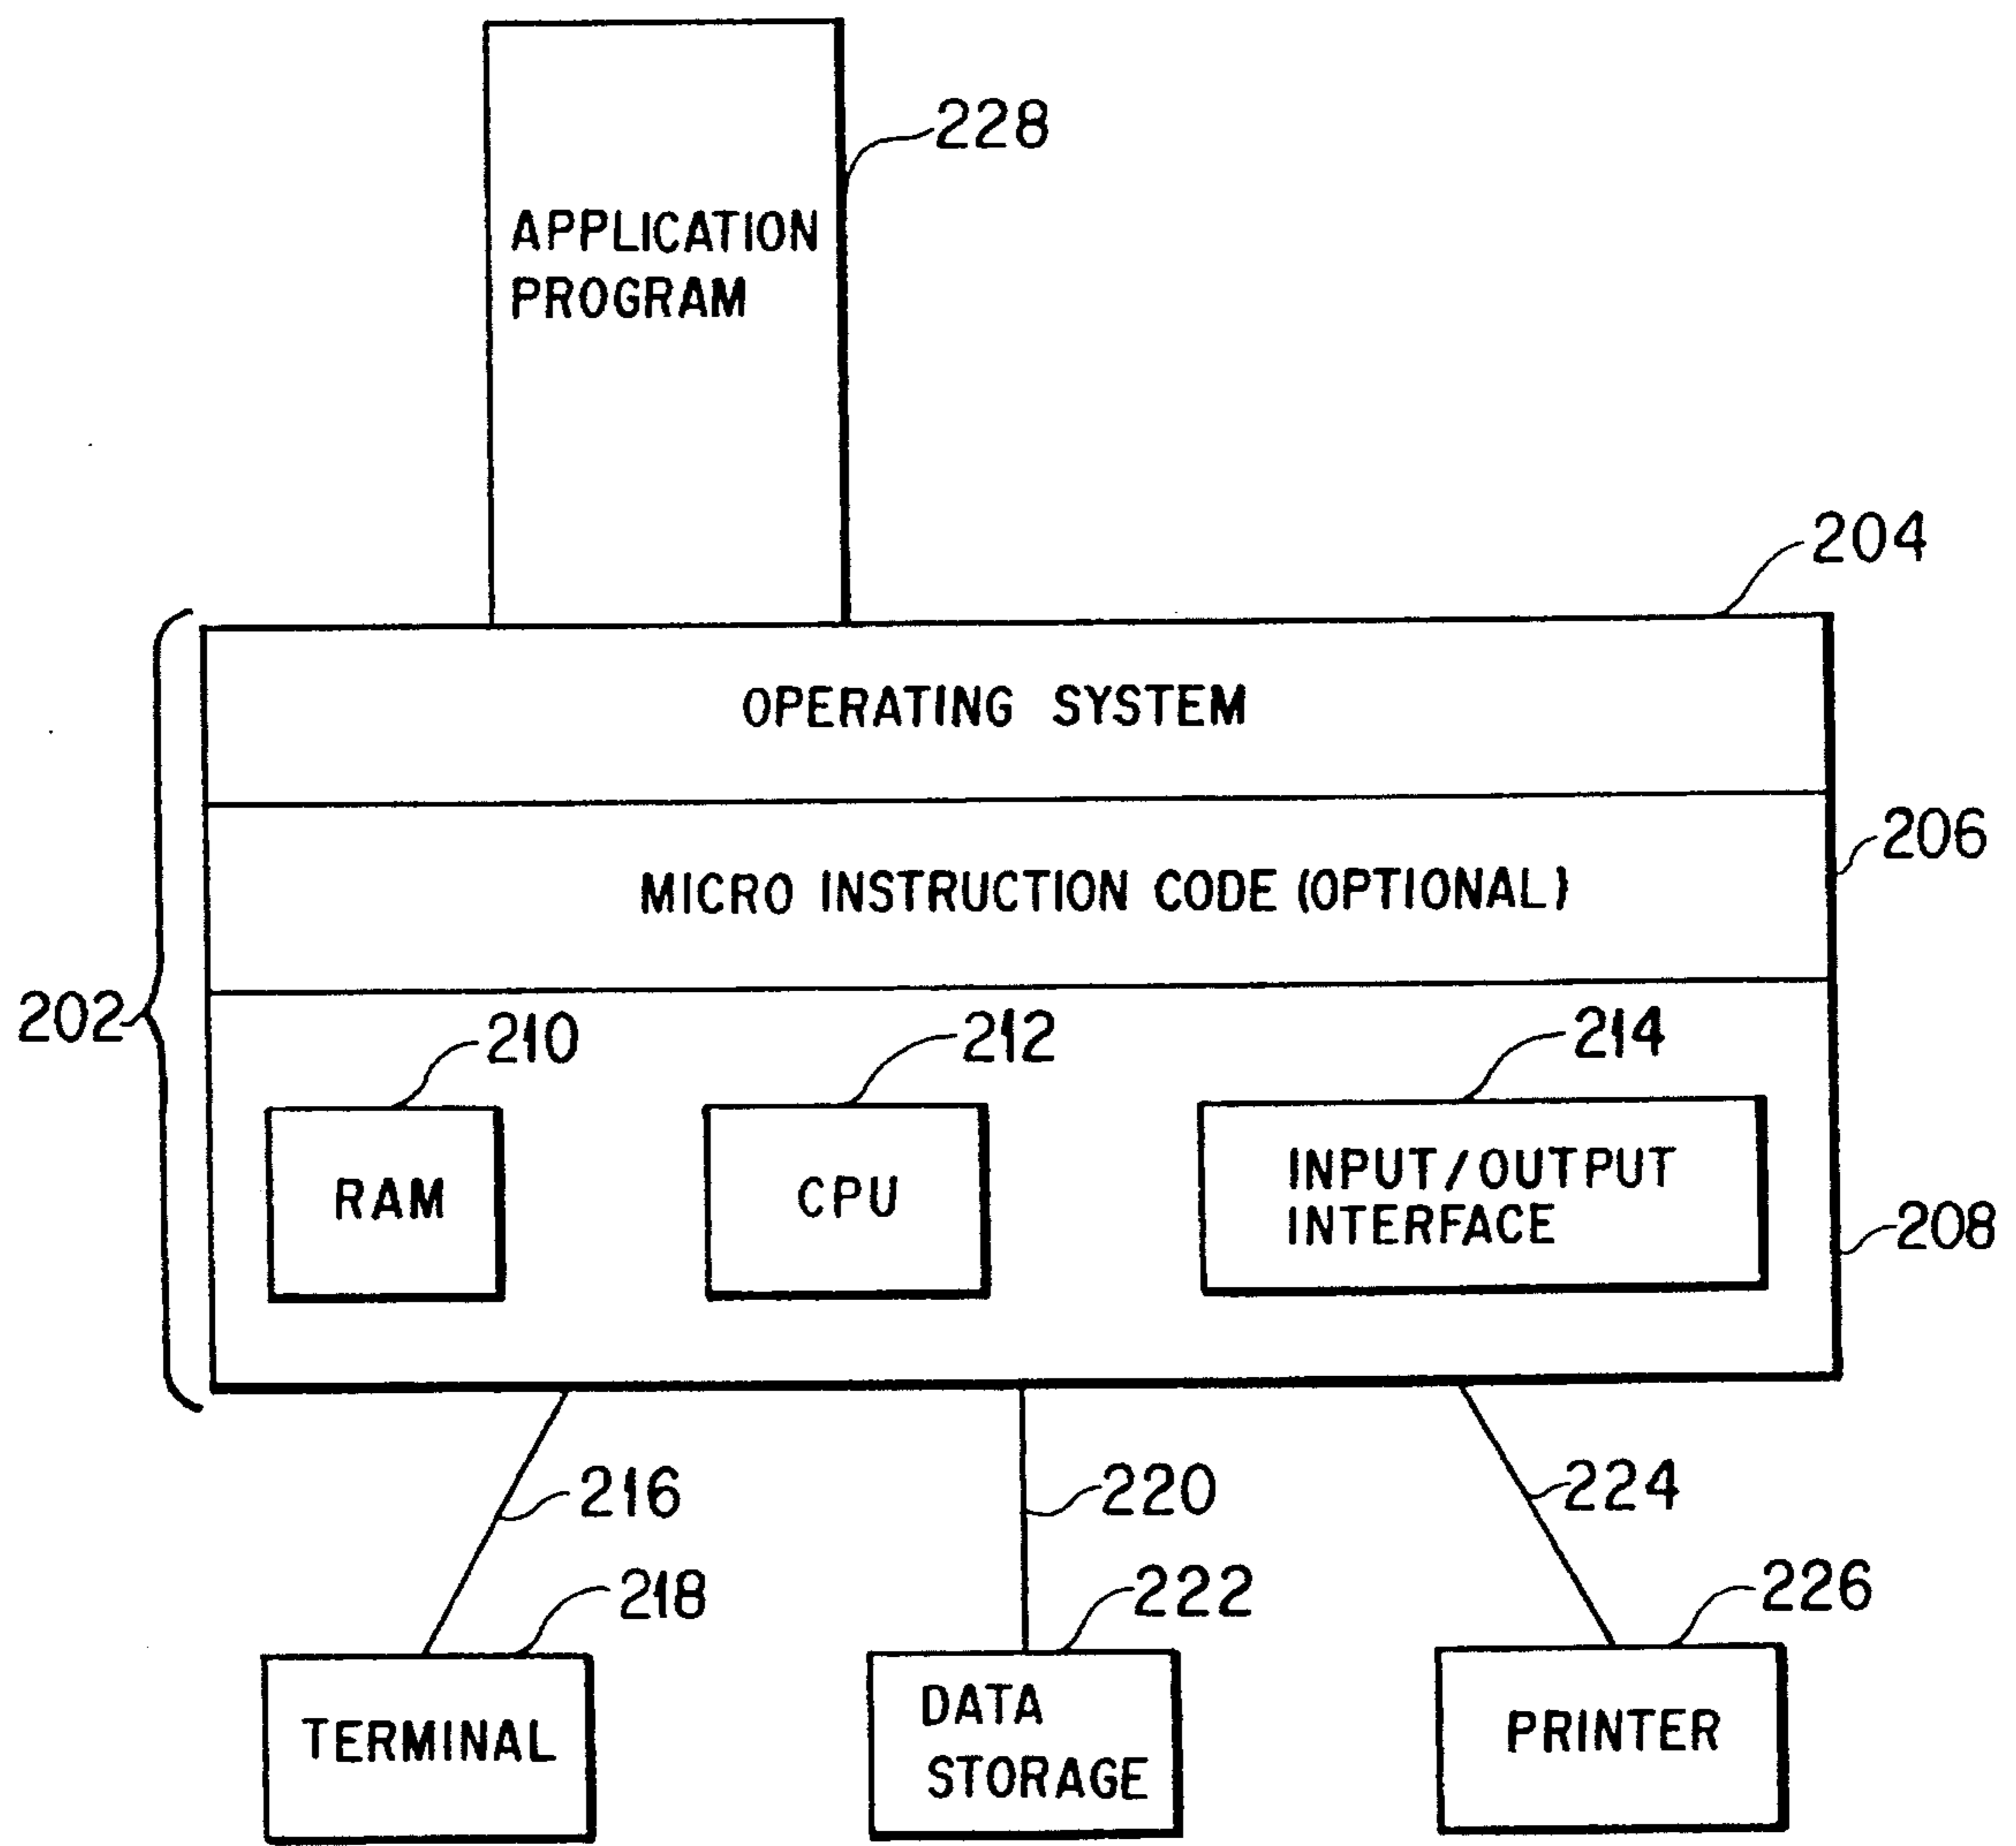 228
APPLICATION
PROGRAM
204
OPERATING SYSTEM
206
MICRO INSTRUCTION CODE (OPTIONAL)
202
210
212
214
RAM
CPU
INPUT/OUTPUT
INTERFACE
208
216
220
224
218
222
226
TERMINAL
DATA
STORAGE
PRINTER